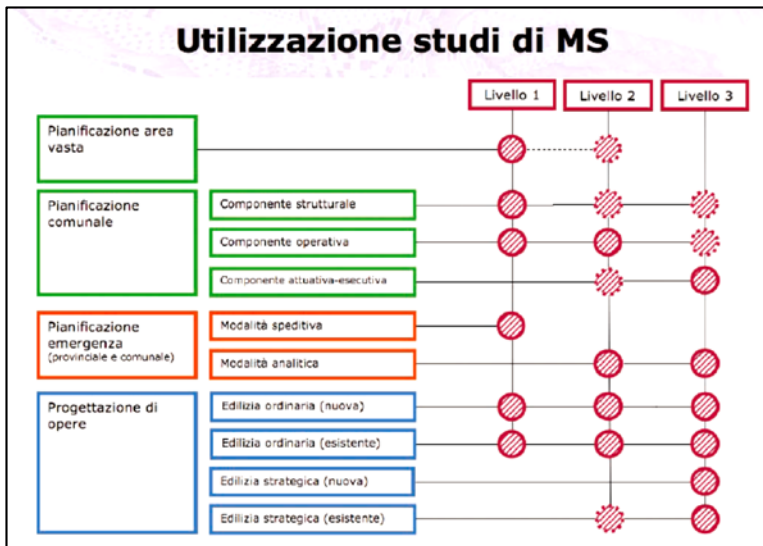 Utilizzazione studi di MS
Livello 1
Livello 2
Livello 3
Pianificazione area
vasta
Pianificazione
comunale
Componente strutturale
Componente operativa
Componente attuativa-esecutiva
Pianificazione
emergenza
(provinciale e comunale)
Modalità speditiva
Modalità analitica
Progettazione di
opere
Edilizia ordinaria (nuova)
Edilizia ordinaria (esistente)
Edilizia strategica (nuova)
Edilizia strategica (esistente)